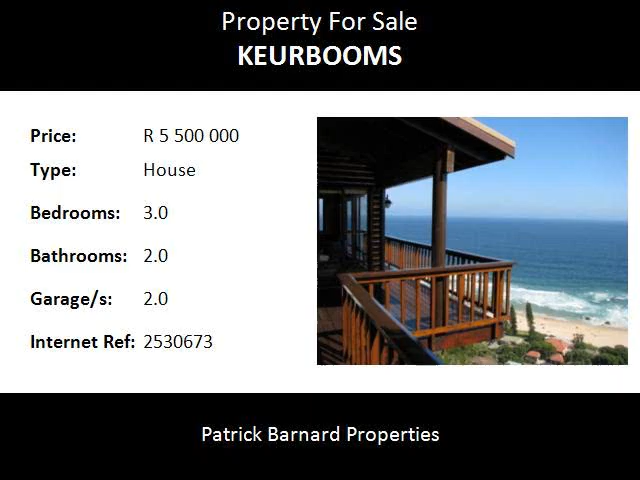 Property For Sale
KEURBOOMS
Price: R 5 500 000
Type: House
Bedrooms: 3.0
Bathrooms: 2.0
Garage/s: 2.0
Internet Ref: 2530673
Patrick Barnard Properties